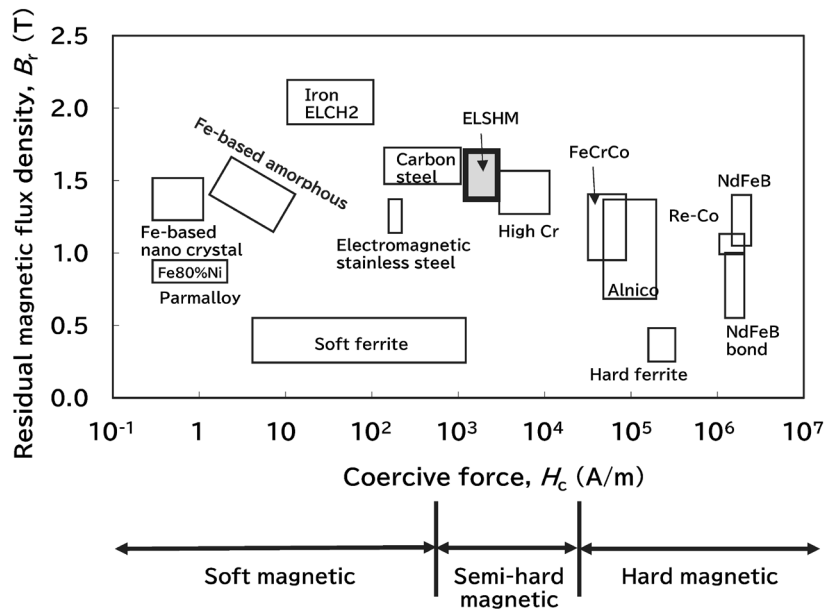 Residual magnetic flux density, Br (T)
2.5
2.0
1.5
1.0
0.5
0.0
Iron
ELCH2
Fe-based amorphous
Carbon
steel
ELSHM
FeCrCo
NdFeB
Re-Co
High Cr
Fe-based
nano crystal
Electromagnetic
stainless steel
Fe80%Ni
Parmalloy
Alnico
Soft ferrite
NdFeB
bond
Hard ferrite
10-1 1 10 10² 10³ 10⁴ 10⁵ 10⁶ 10⁷
Coercive force, Hc (A/m)
Soft magnetic
Semi-hard
magnetic
Hard magnetic